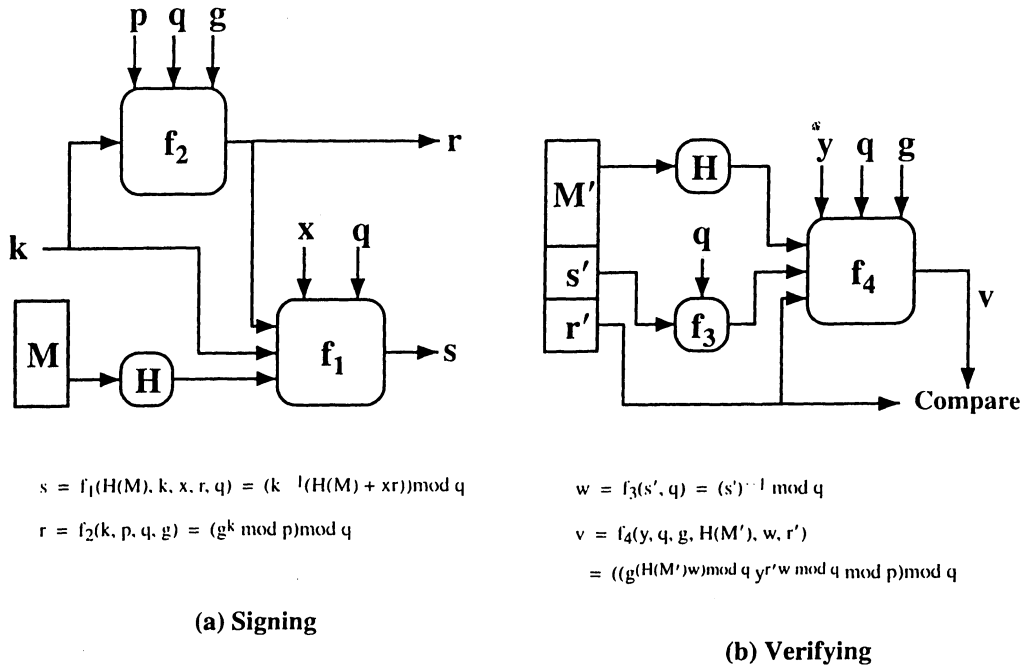 p q g
f2
r
k
x q
M
H
f1
s
s = f1(H(M), k, x, r, q) = (k⁻¹(H(M) + xr))mod q
r = f2(k, p, q, g) = (g^k mod p)mod q
(a) Signing
y q g
M′
H
s′
q
f3
r′
f4
v
Compare
w = f3(s′, q) = (s′)⁻¹ mod q
v = f4(y, q, g, H(M′), w, r′)
= ((g^(H(M′)w)mod q y^r′w mod q mod p)mod q
(b) Verifying